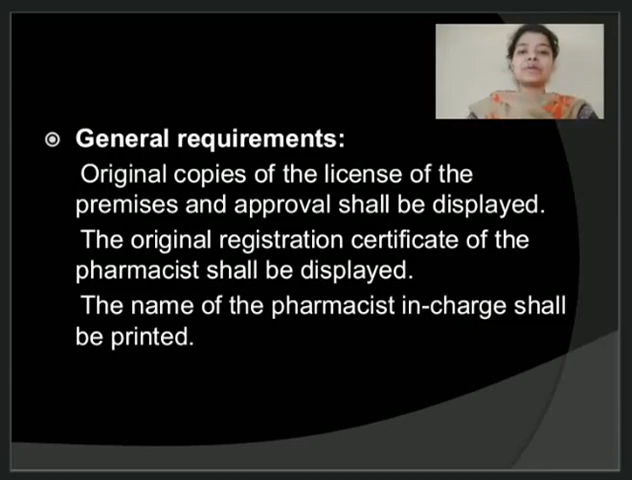 General requirements:
Original copies of the license of the
premises and approval shall be displayed.
The original registration certificate of the
pharmacist shall be displayed.
The name of the pharmacist in-charge shall
be printed.